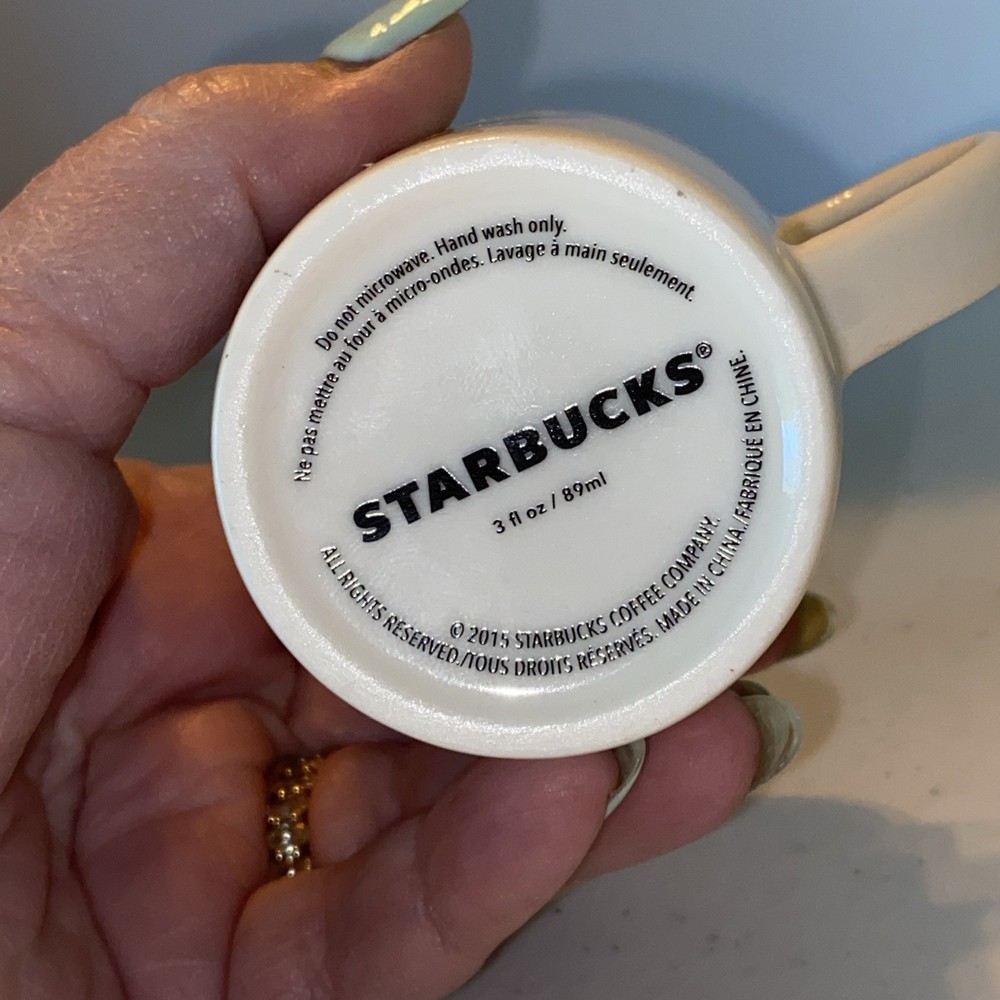 Do not microwave. Hand wash only.
Ne pas mettre au four à micro-ondes. Lavage à main seulement.
STARBUCKS®
3 fl oz / 89ml
© 2015 STARBUCKS COFFEE COMPANY.
ALL RIGHTS RESERVED./TOUS DROITS RÉSERVÉS. MADE IN CHINA./FABRIQUÉ EN CHINE.